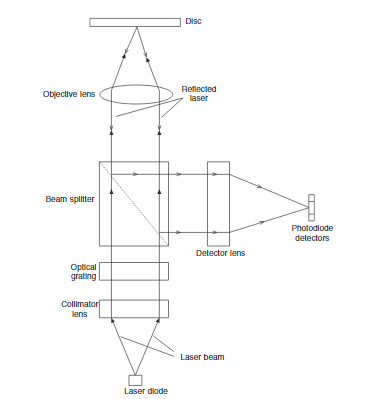 Disc
Objective lens
Reflected
laser
Beam splitter
Detector lens
Photodiode
detectors
Optical
grating
Collimator
lens
Laser beam
Laser diode